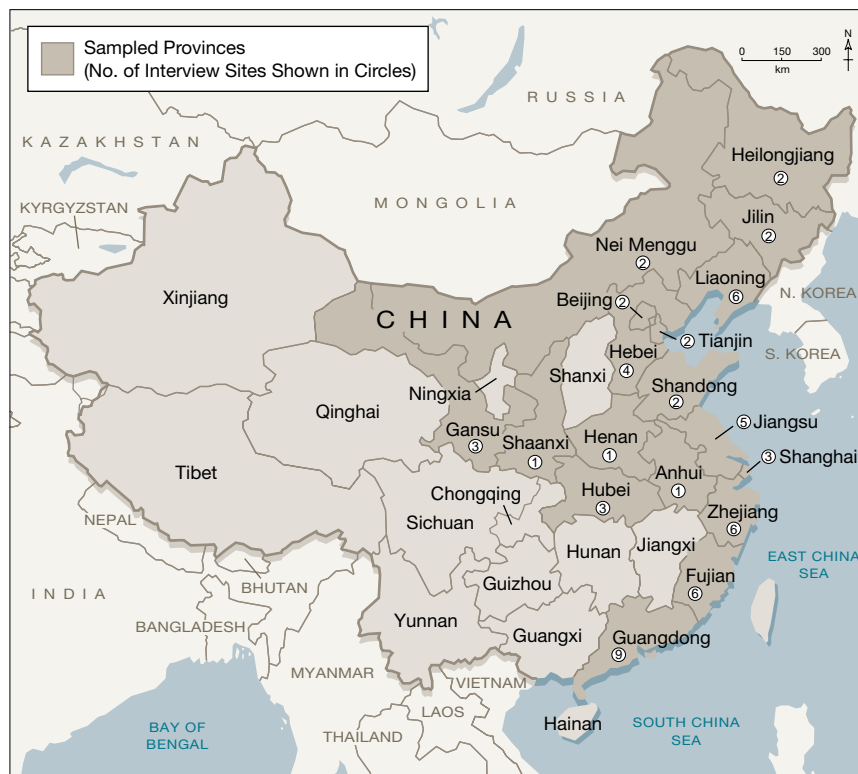 Sampled Provinces
(No. of Interview Sites Shown in Circles)
N
0 150 300
km
RUSSIA
KAZAKHSTAN
MONGOLIA
KYRGYZSTAN
Heilongjiang
2
Jilin
2
Nei Menggu
2
Liaoning
6
N. KOREA
Xinjiang
Beijing 2
CHINA
2 Tianjin
S. KOREA
Hebei
4
Shanxi
Ningxia
Shandong
2
Qinghai
5 Jiangsu
Gansu
3
Shaanxi
1
Henan
1
3 Shanghai
Tibet
Anhui
1
Chongqing
Hubei
3
Sichuan
Zhejiang
6
NEPAL
Hunan
Jiangxi
EAST CHINA
SEA
Fujian
6
Guizhou
BHUTAN
INDIA
Yunnan
BANGLADESH
Guangxi
Guangdong
9
MYANMAR
VIETNAM
LAOS
Hainan
BAY OF
BENGAL
THAILAND
SOUTH CHINA
SEA